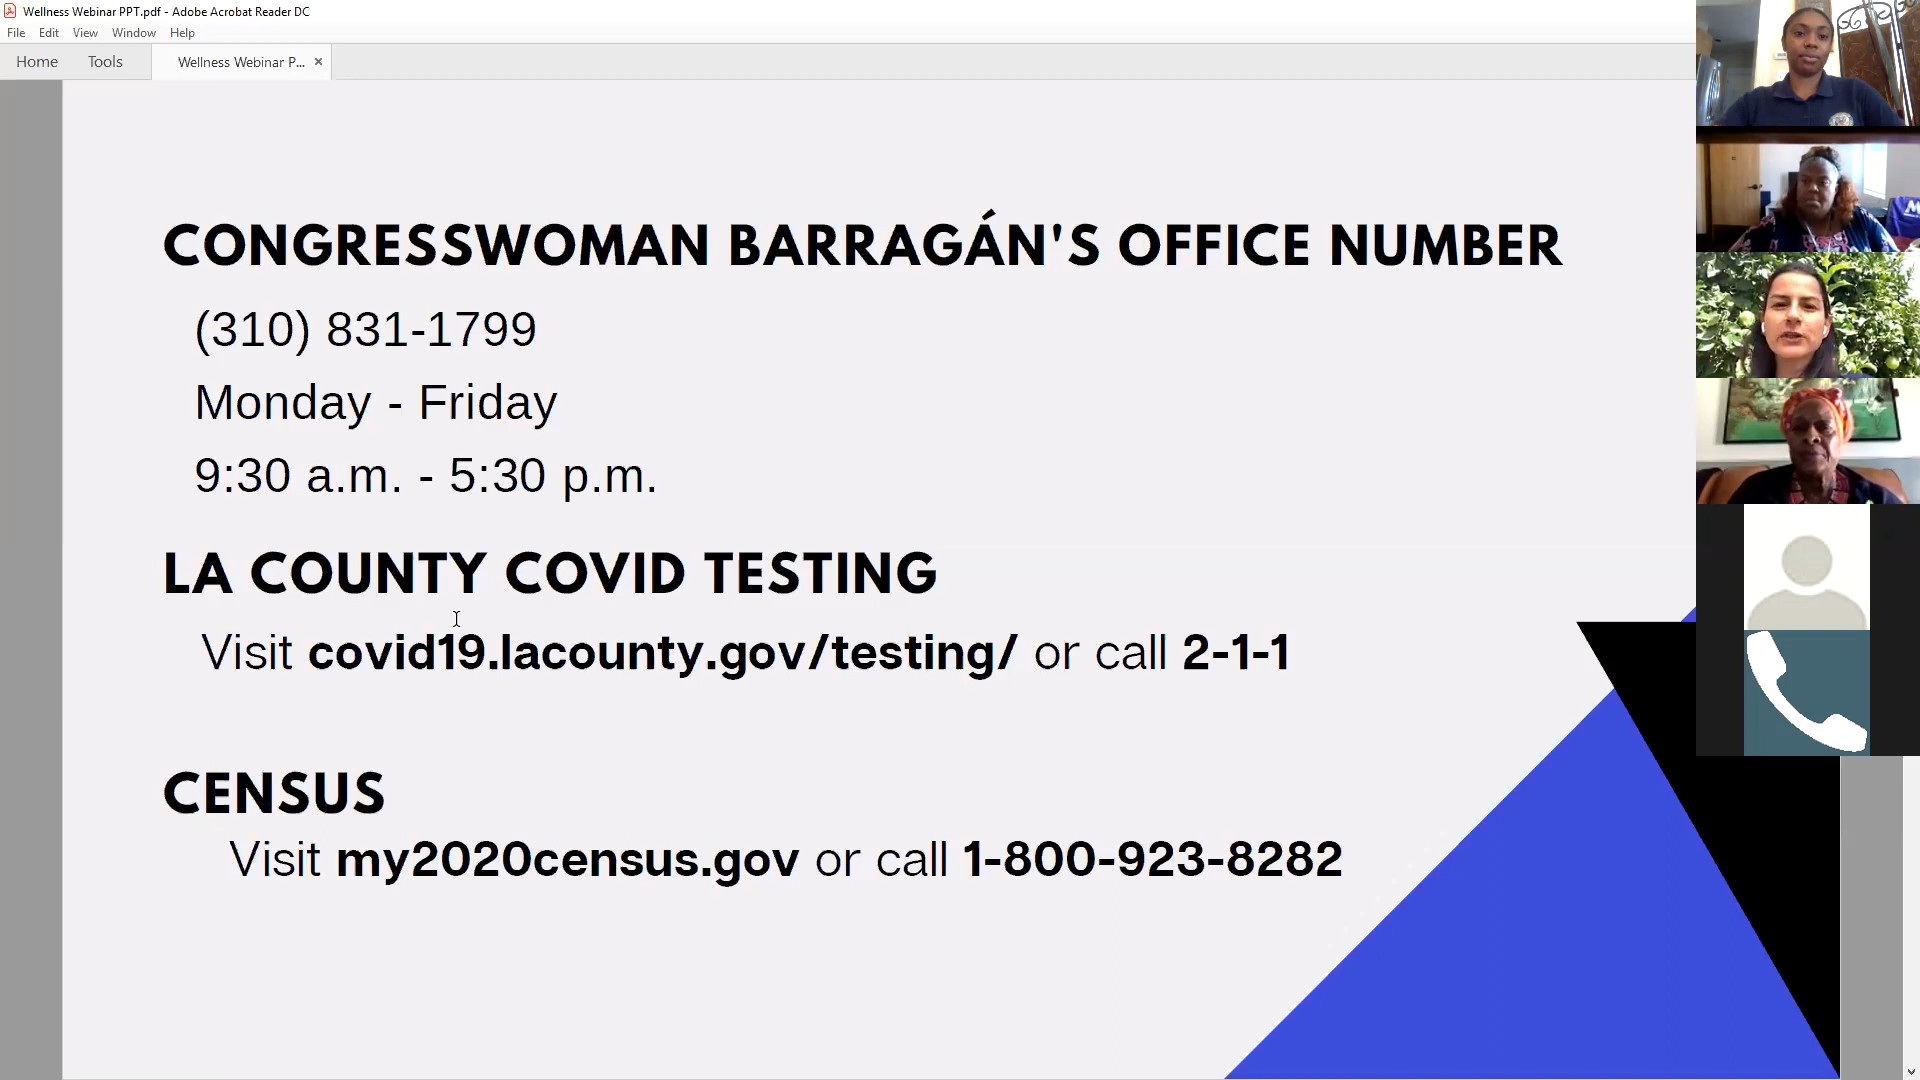 Wellness Webinar PPT.pdf - Adobe Acrobat Reader DC
File Edit View Window Help
Home Tools Wellness Webinar P... ×
CONGRESSWOMAN BARRAGÁN'S OFFICE NUMBER
(310) 831-1799
Monday - Friday
9:30 a.m. - 5:30 p.m.
LA COUNTY COVID TESTING
Visit covid19.lacounty.gov/testing/ or call 2-1-1
CENSUS
Visit my2020census.gov or call 1-800-923-8282